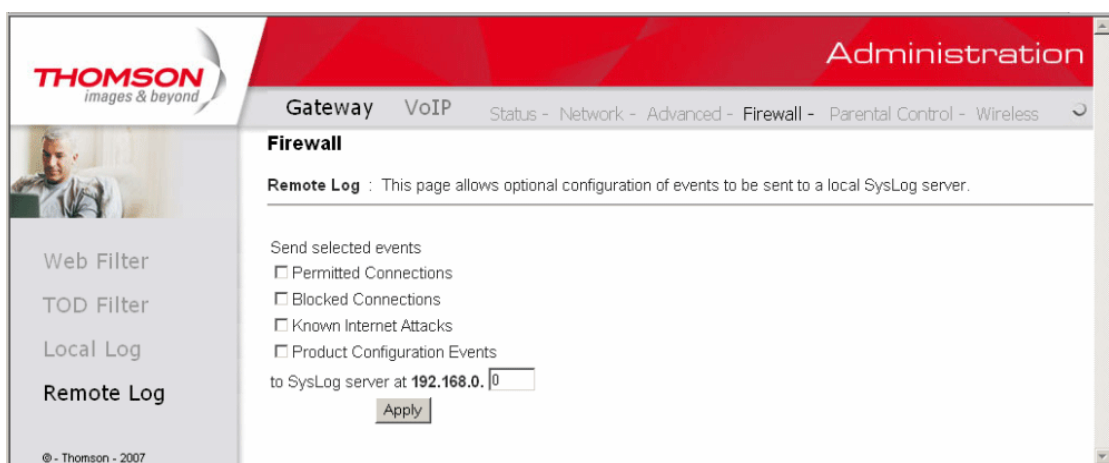 THOMSON
images & beyond
Administration
Gateway VoIP Status - Network - Advanced - Firewall - Parental Control - Wireless
Firewall
Remote Log : This page allows optional configuration of events to be sent to a local SysLog server.
Web Filter
TOD Filter
Local Log
Remote Log
© - Thomson - 2007
Send selected events
Permitted Connections
Blocked Connections
Known Internet Attacks
Product Configuration Events
to SysLog server at 192.168.0. 0
Apply